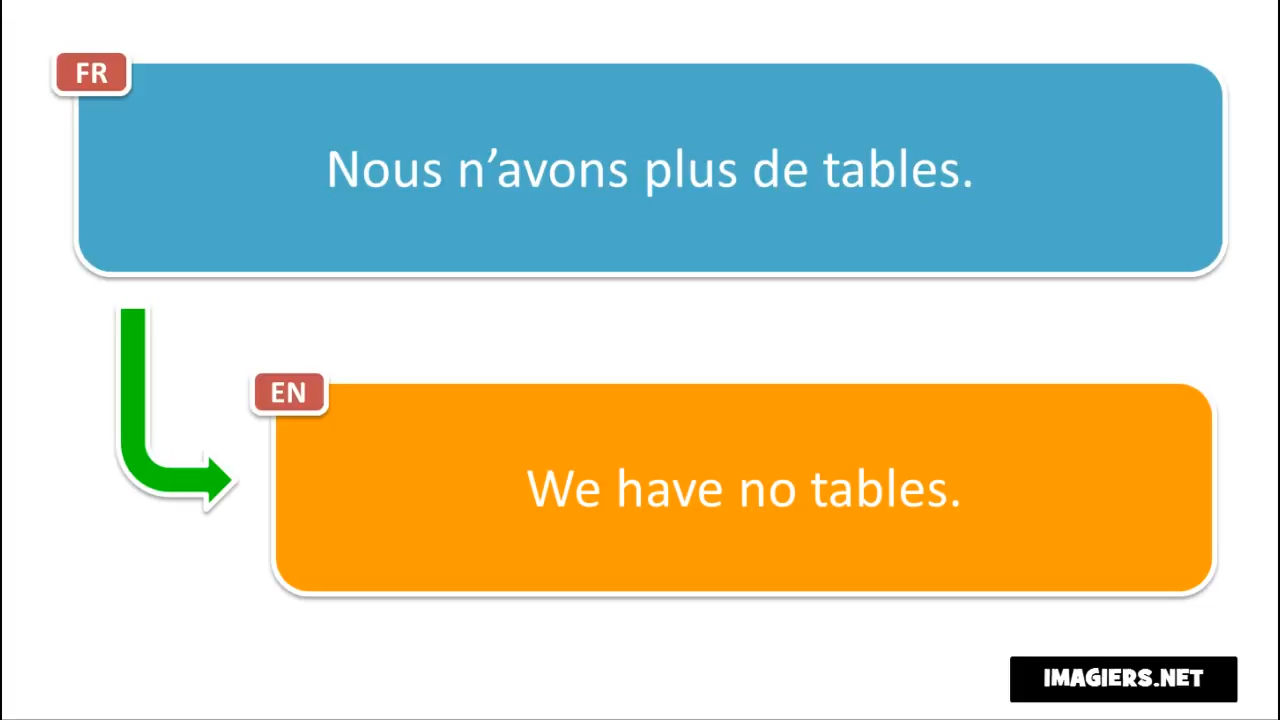 FR
Nous n’avons plus de tables.
EN
We have no tables.
IMAGIERS.NET